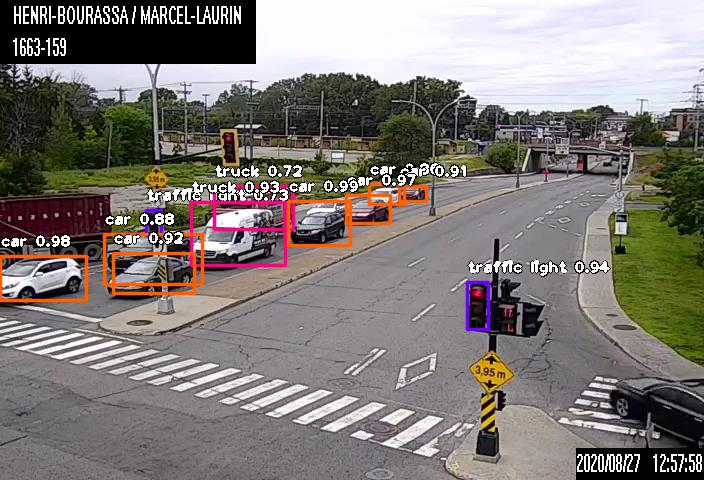 HENRI-BOURASSA / MARCEL-LAURIN
1663-159
truck 0.72
car 0.91
truck 0.93
car 0.99
car 0.97
traffic light 0.73
car 0.88
car 0.92
car 0.98
traffic light 0.94
17
3,95 m
2020/08/27 12:57:58